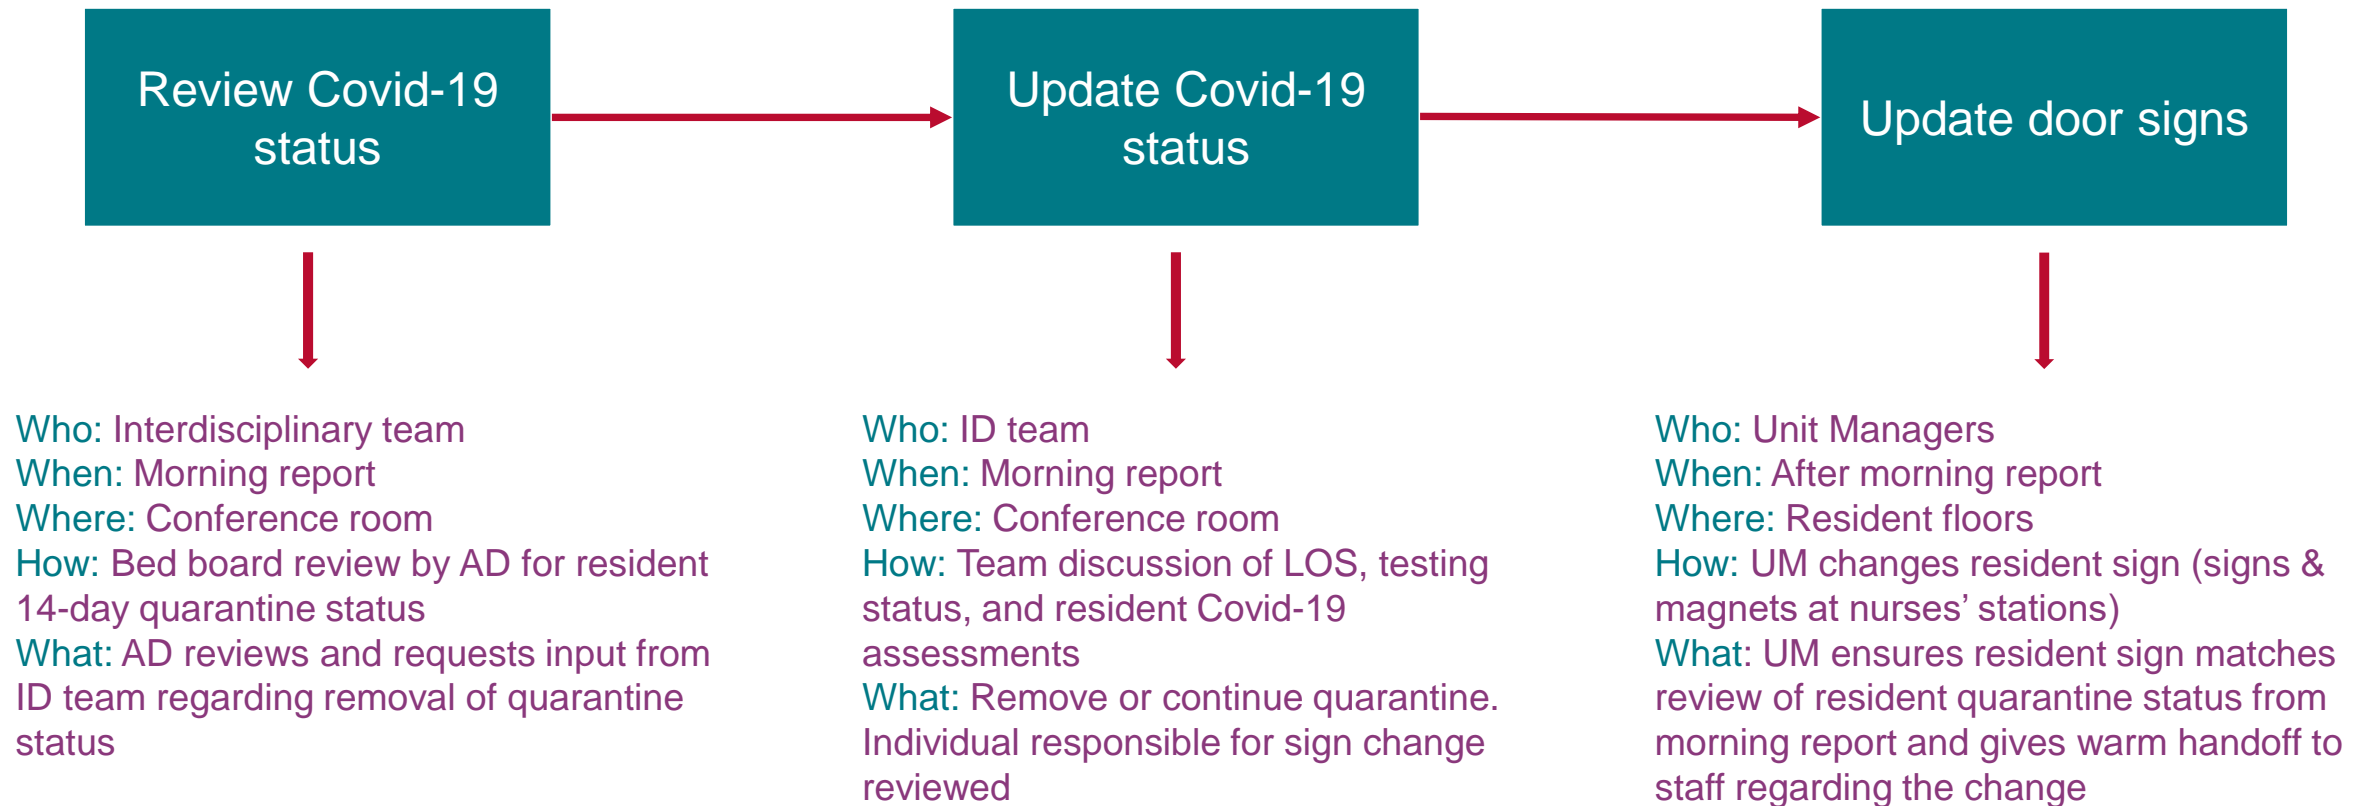 Review Covid-19
status
Update Covid-19
status
Update door signs
Who: Interdisciplinary team
When: Morning report
Where: Conference room
How: Bed board review by AD for resident
14-day quarantine status
What: AD reviews and requests input from
ID team regarding removal of quarantine
status
Who: ID team
When: Morning report
Where: Conference room
How: Team discussion of LOS, testing
status, and resident Covid-19
assessments
What: Remove or continue quarantine.
Individual responsible for sign change
reviewed
Who: Unit Managers
When: After morning report
Where: Resident floors
How: UM changes resident sign (signs &
magnets at nurses’ stations)
What: UM ensures resident sign matches
review of resident quarantine status from
morning report and gives warm handoff to
staff regarding the change